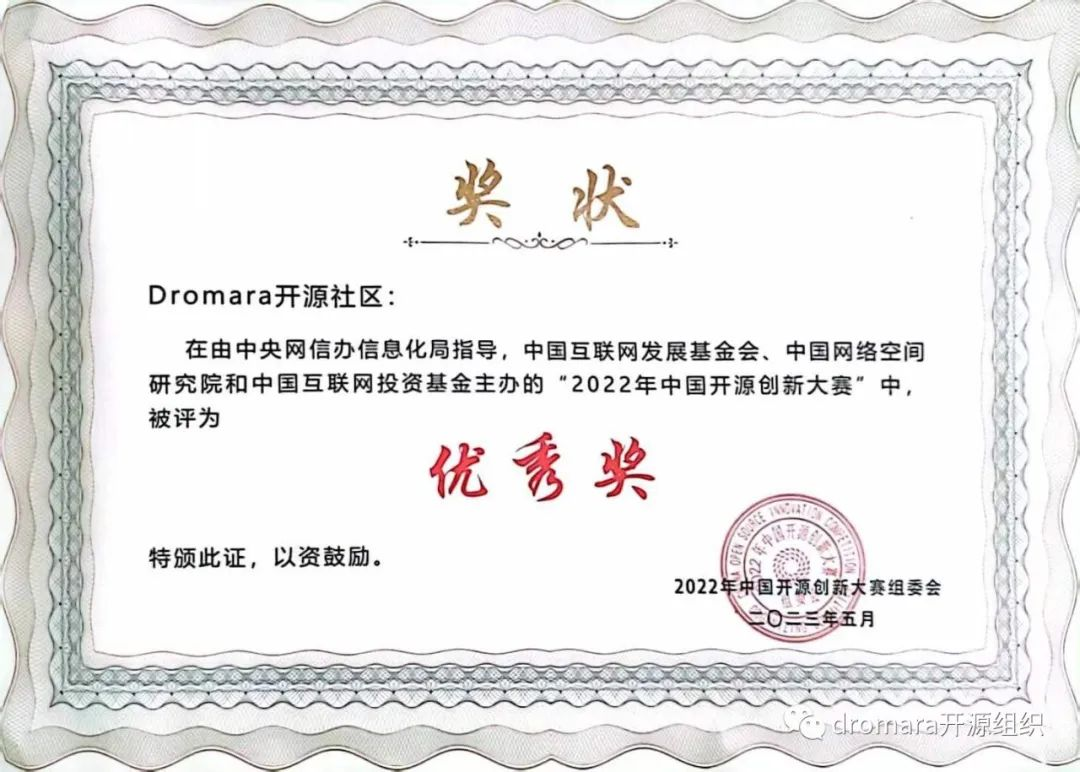 奖 状
Dromara开源社区：
在由中央网信办信息化局指导，中国互联网发展基金会、中国网络空间
研究院和中国互联网投资基金主办的“2022年中国开源创新大赛”中，
被评为
优秀奖
特颁此证，以资鼓励。
OPEN SOURCE INNOVATION COMPETITION
年中国开源创新大赛
2022年中国开源创新大赛组委会
二〇二三年五月
dromara开源组织